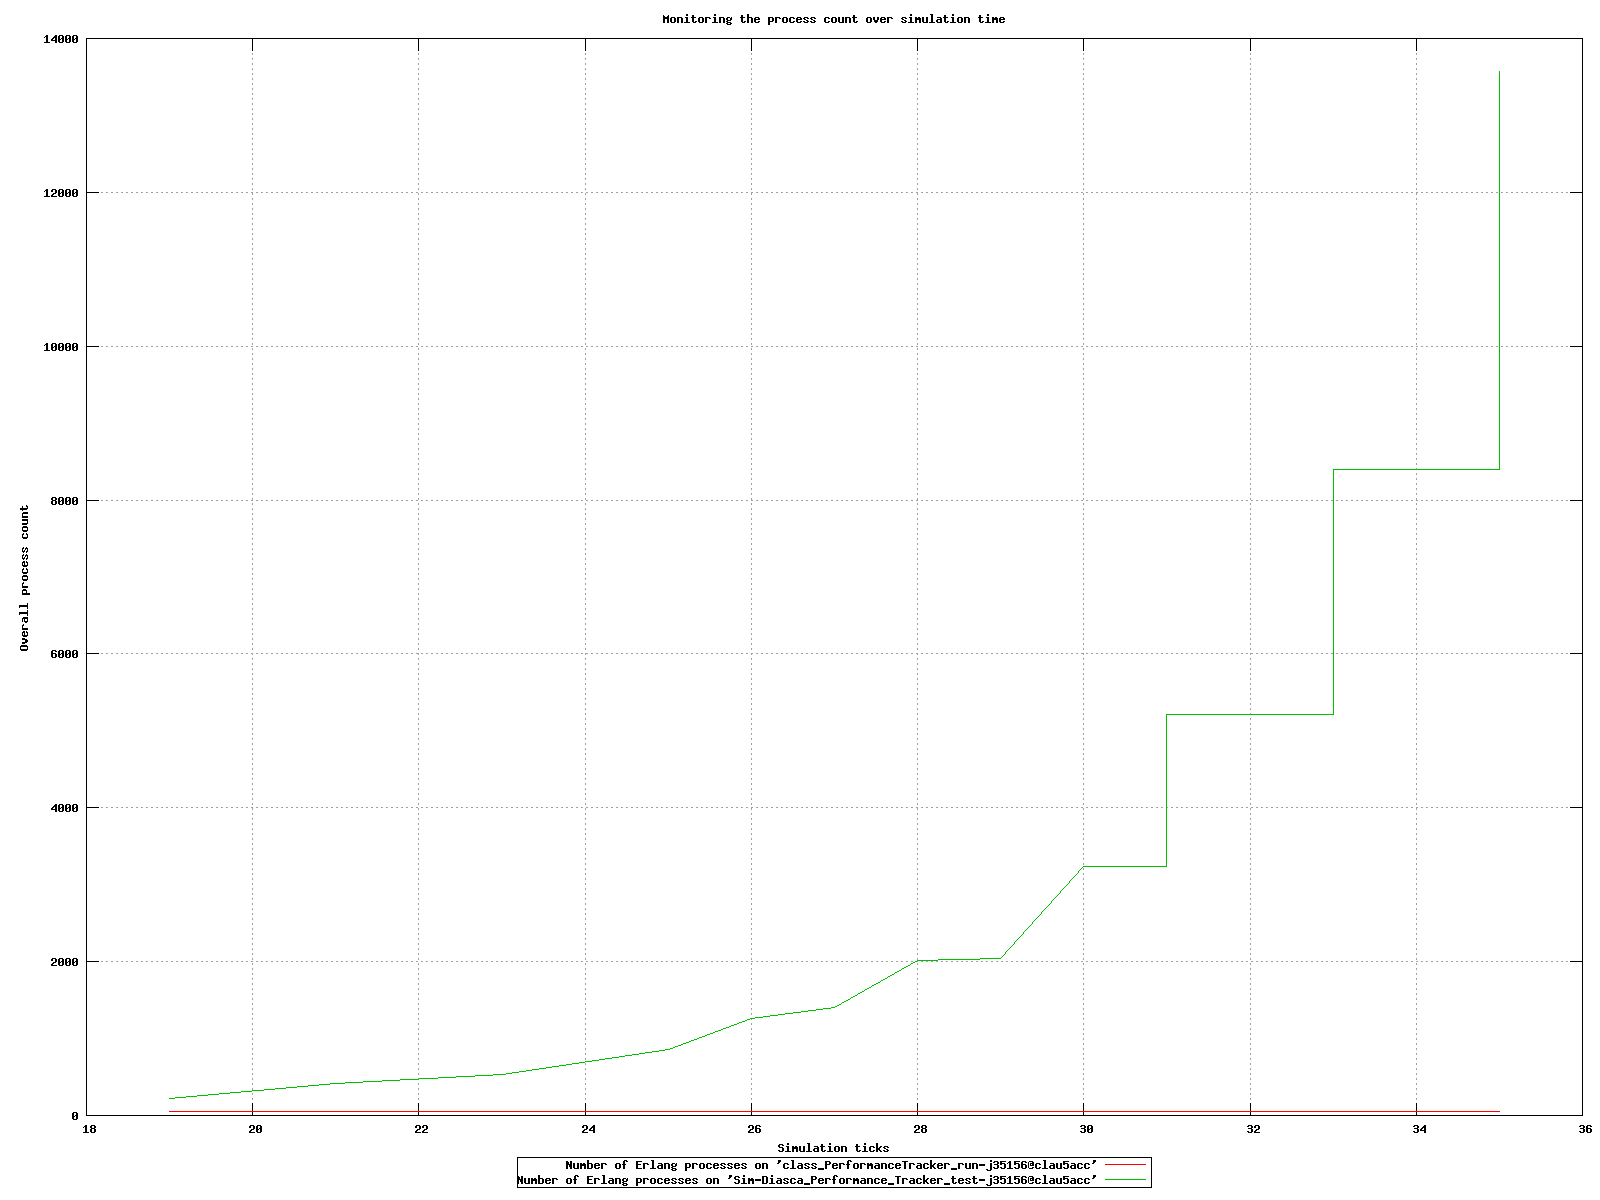 Monitoring the process count over simulation time
14000
12000
10000
8000
6000
4000
2000
0
Overall process count
18 20 22 24 26 28 30 32 34 36
Simulation ticks
Number of Erlang processes on 'class_PerformanceTracker_run-j35156@clau5acc'
Number of Erlang processes on 'Sim-Diasca_Performance_Tracker_test-j35156@clau5acc'